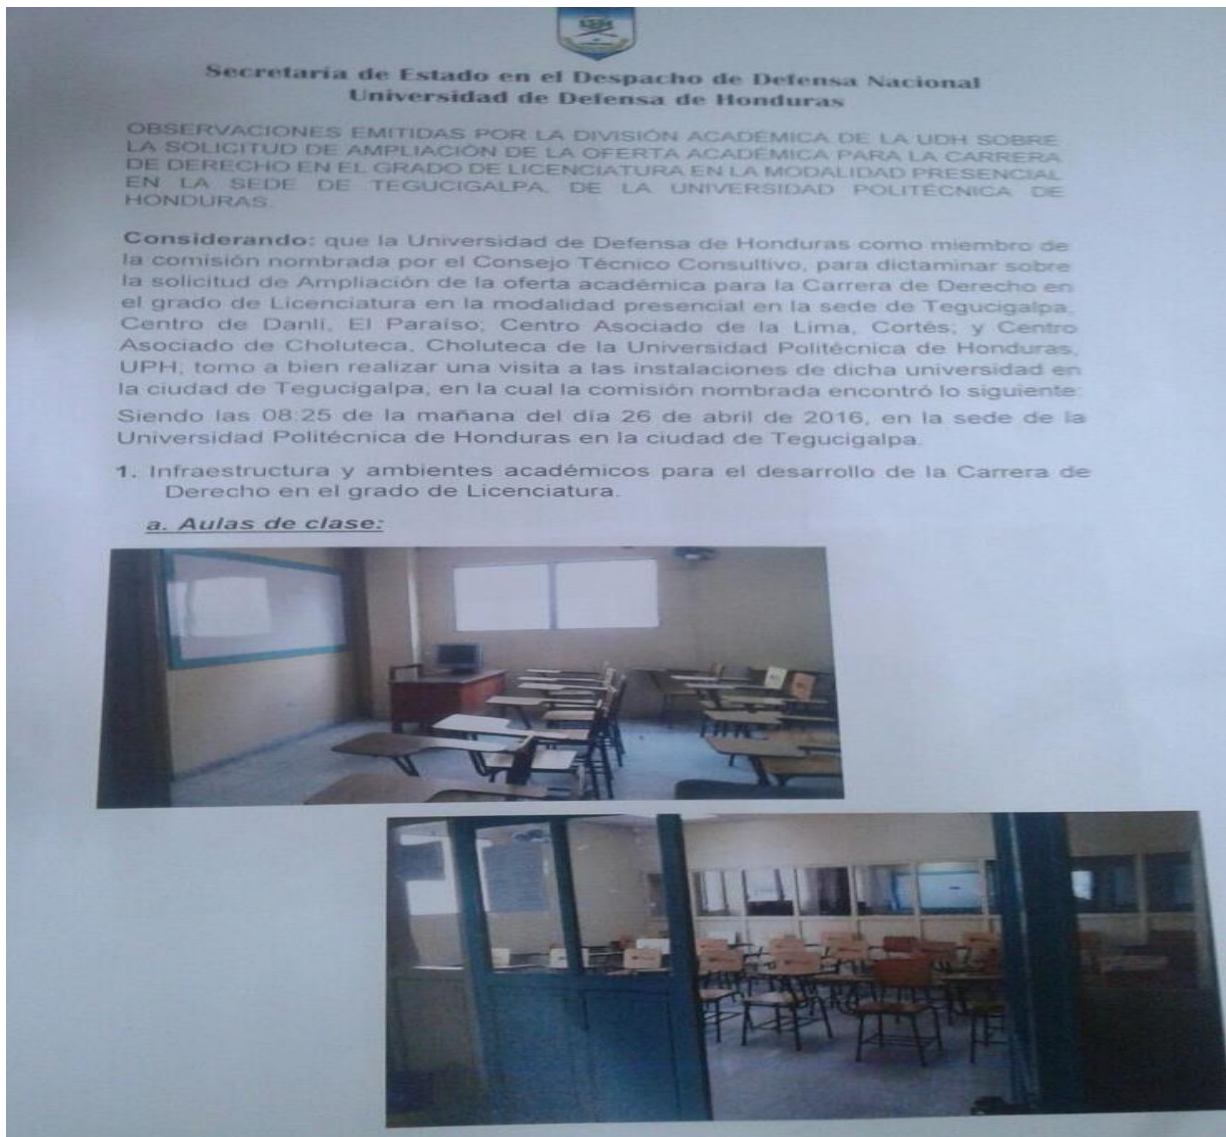 Secretaría de Estado en el Despacho de Defensa Nacional
Universidad de Defensa de Honduras
OBSERVACIONES EMITIDAS POR LA DIVISIÓN ACADÉMICA DE LA UDH SOBRE
LA SOLICITUD DE AMPLIACIÓN DE LA OFERTA ACADÉMICA PARA LA CARRERA
DE DERECHO EN EL GRADO DE LICENCIATURA EN LA MODALIDAD PRESENCIAL
EN LA SEDE DE TEGUCIGALPA, DE LA UNIVERSIDAD POLITÉCNICA DE
HONDURAS.
Considerando: que la Universidad de Defensa de Honduras como miembro de
la comisión nombrada por el Consejo Técnico Consultivo, para dictaminar sobre
la solicitud de Ampliación de la oferta académica para la Carrera de Derecho en
el grado de Licenciatura en la modalidad presencial en la sede de Tegucigalpa,
Centro de Danlí, El Paraíso; Centro Asociado de la Lima, Cortés; y Centro
Asociado de Choluteca, Choluteca de la Universidad Politécnica de Honduras,
UPH; tomo a bien realizar una visita a las instalaciones de dicha universidad en
la ciudad de Tegucigalpa, en la cual la comisión nombrada encontró lo siguiente:
Siendo las 08:25 de la mañana del día 26 de abril de 2016, en la sede de la
Universidad Politécnica de Honduras en la ciudad de Tegucigalpa.
1. Infraestructura y ambientes académicos para el desarrollo de la Carrera de
Derecho en el grado de Licenciatura.
a. Aulas de clase: